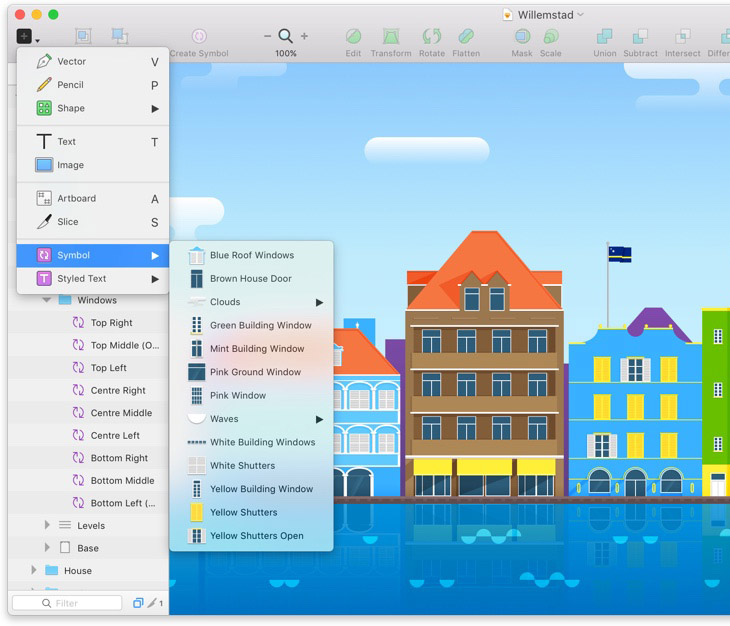 Willemstad
Create Symbol
100%
Edit
Transform
Rotate
Flatten
Mask
Scale
Union
Subtract
Intersect
Differ
Vector V
Pencil P
Shape
Text T
Image
Artboard A
Slice S
Symbol
Styled Text
Blue Roof Windows
Brown House Door
Clouds
Green Building Window
Mint Building Window
Pink Ground Window
Pink Window
Waves
White Building Windows
White Shutters
Yellow Building Window
Yellow Shutters
Yellow Shutters Open
Windows
Top Right
Top Middle (O...
Top Left
Centre Right
Centre Middle
Centre Left
Bottom Right
Bottom Middle
Bottom Left (...
Levels
Base
House
Filter
1